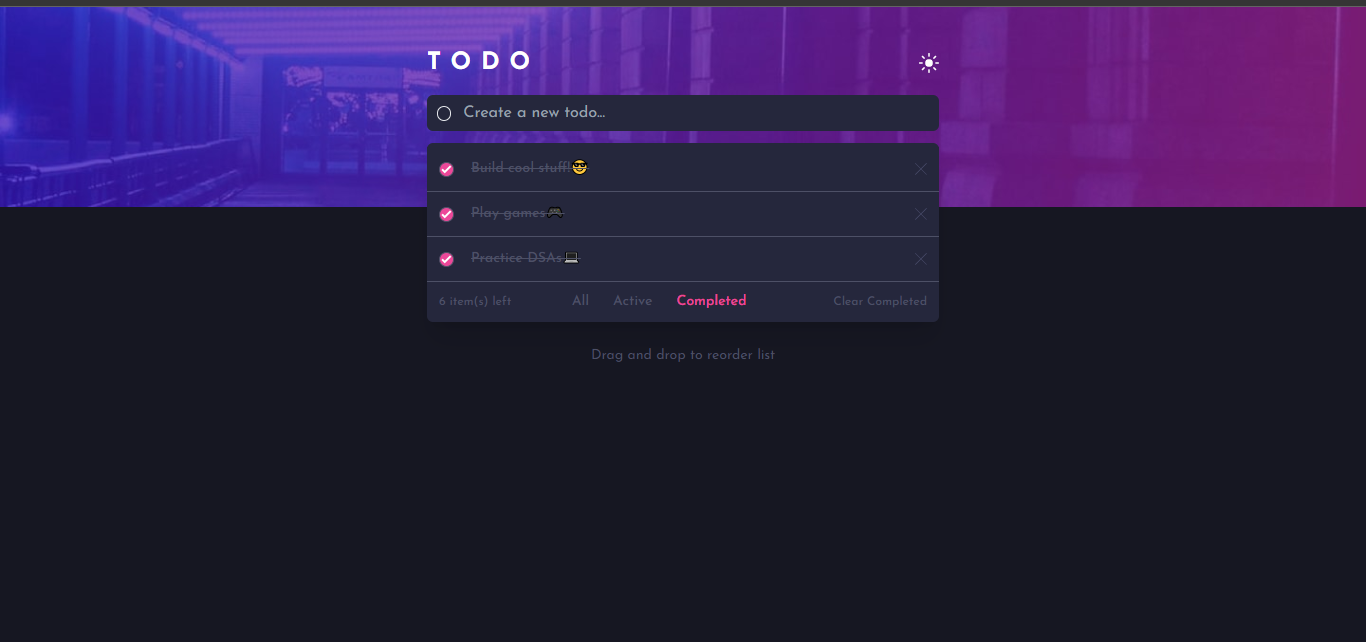 TODO
Create a new todo...
Build cool stuff!🤓
Play games🎮
Practice DSAs💻
6 item(s) left All Active Completed Clear Completed
Drag and drop to reorder list